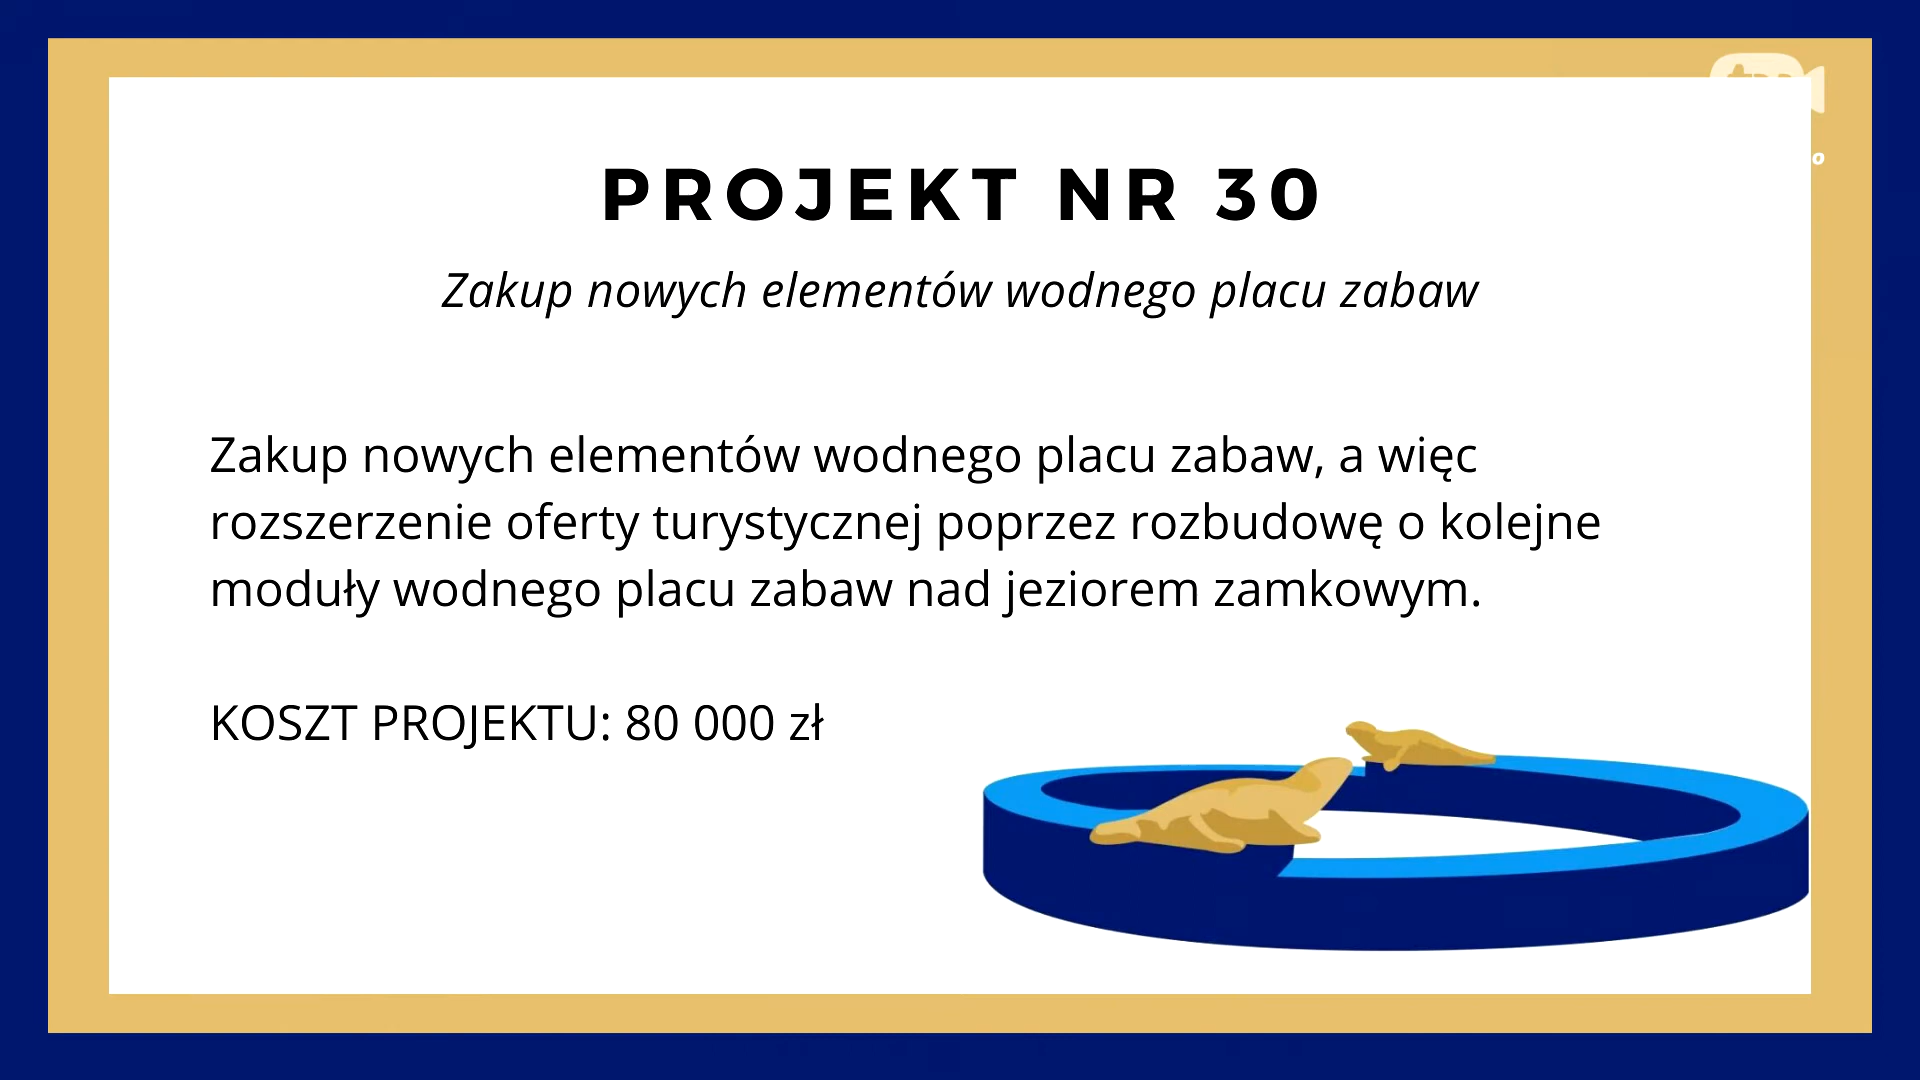 PROJEKT NR 30
Zakup nowych elementów wodnego placu zabaw
Zakup nowych elementów wodnego placu zabaw, a więc
rozszerzenie oferty turystycznej poprzez rozbudowę o kolejne
moduły wodnego placu zabaw nad jeziorem zamkowym.
KOSZT PROJEKTU: 80 000 zł